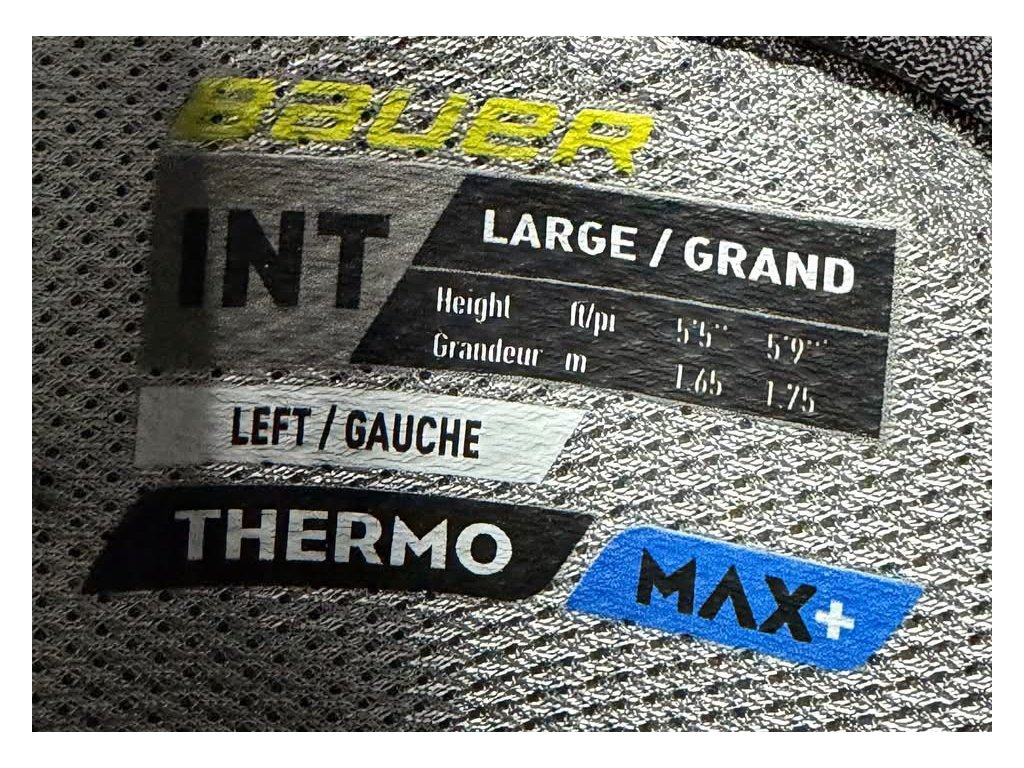 BAUER
INT
LARGE / GRAND
Height ft/pi 5'5" 5'9"
Grandeur m 1.65 1.75
LEFT / GAUCHE
THERMO
MAX+